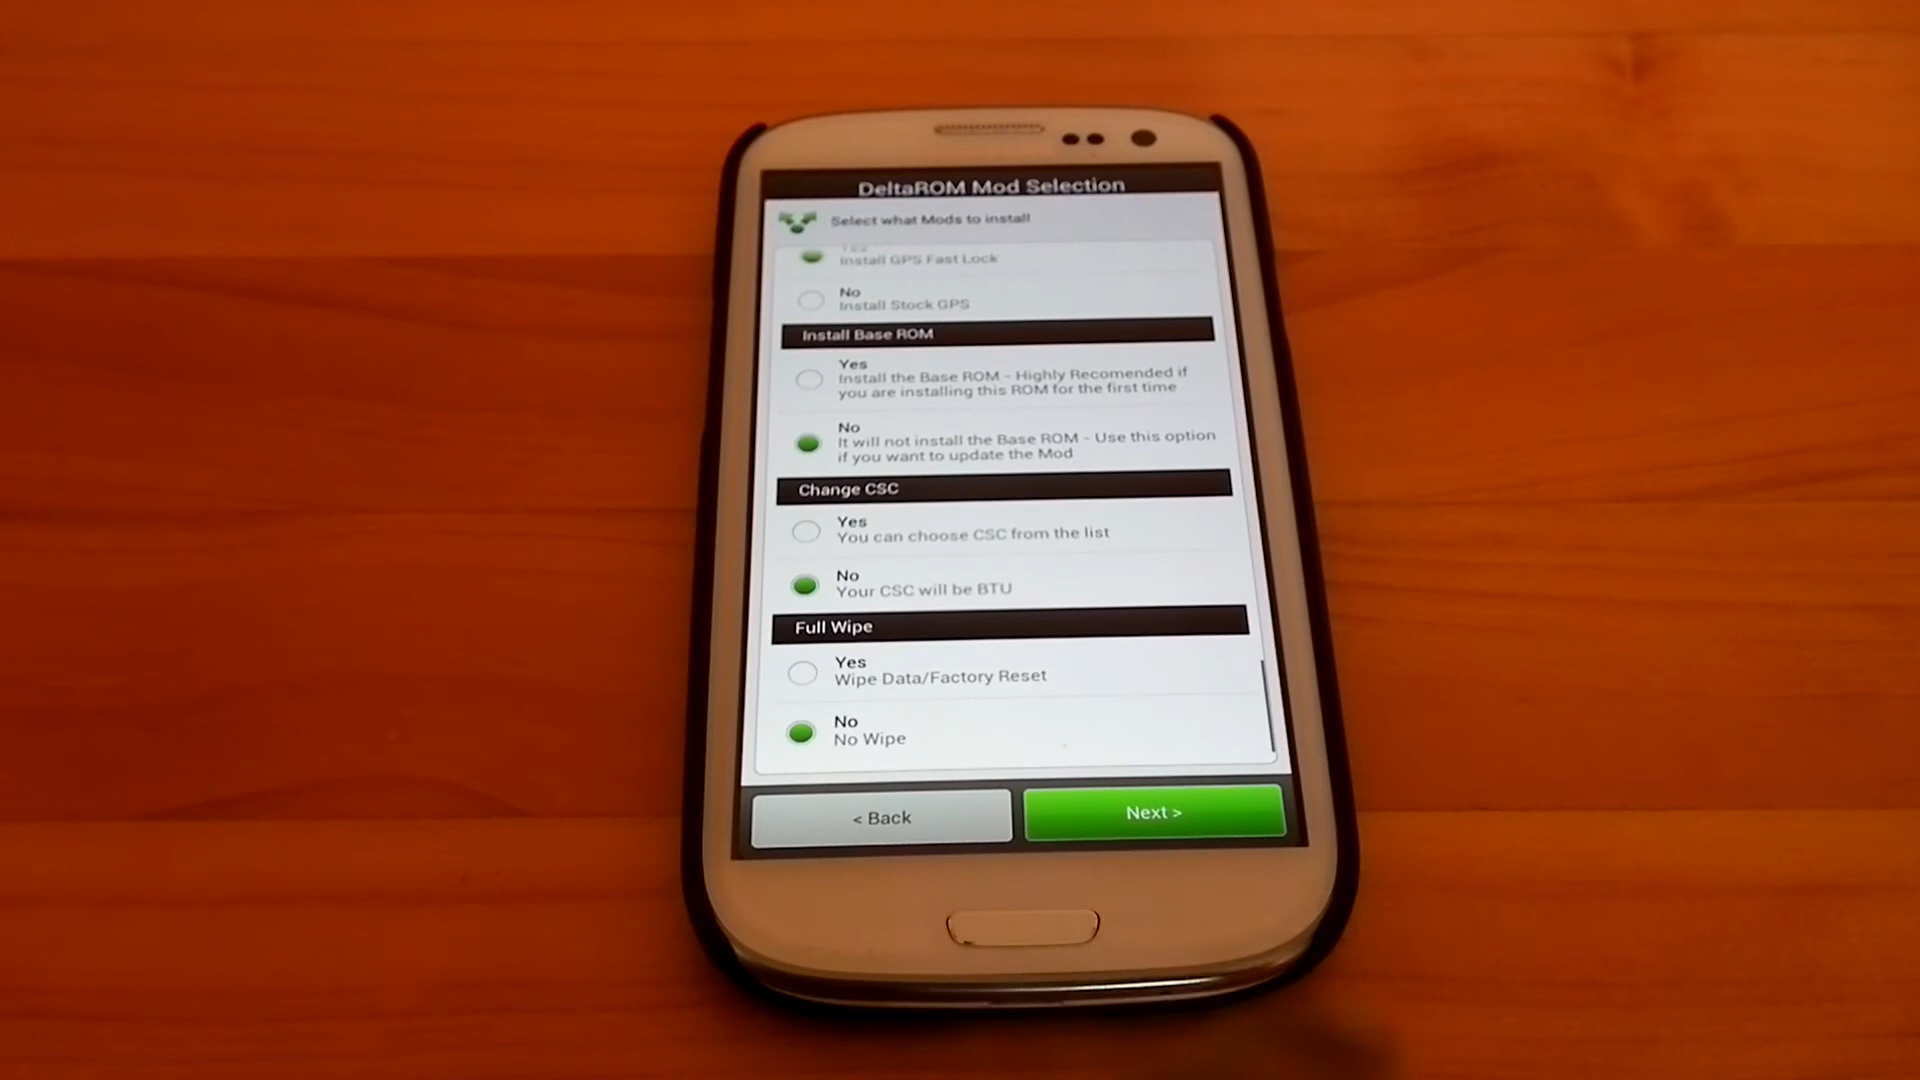 DeltaROM Mod Selection
Select what Mods to install
Yes
Install GPS Fast Lock
No
Install Stock GPS
Install Base ROM
Yes
Install the Base ROM - Highly Recomended if
you are installing this ROM for the first time
No
It will not install the Base ROM - Use this option
if you want to update the Mod
Change CSC
Yes
You can choose CSC from the list
No
Your CSC will be BTU
Full Wipe
Yes
Wipe Data/Factory Reset
No
No Wipe
< Back
Next >